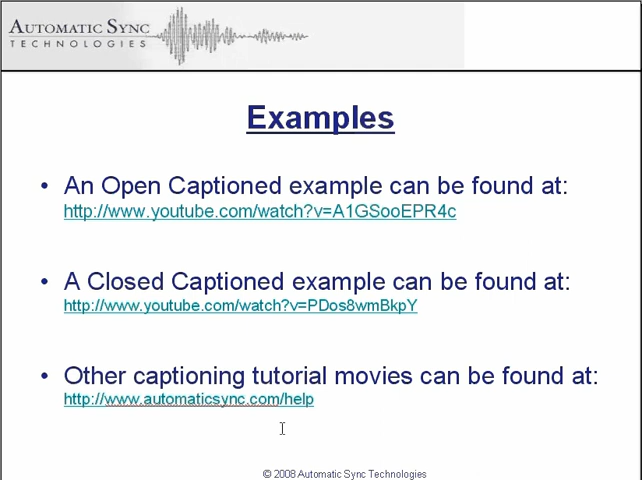 AUTOMATIC SYNC
TECHNOLOGIES
Examples
• An Open Captioned example can be found at:
http://www.youtube.com/watch?v=A1GSooEPR4c
• A Closed Captioned example can be found at:
http://www.youtube.com/watch?v=PDos8wmBkpY
• Other captioning tutorial movies can be found at:
http://www.automaticsync.com/help
© 2008 Automatic Sync Technologies